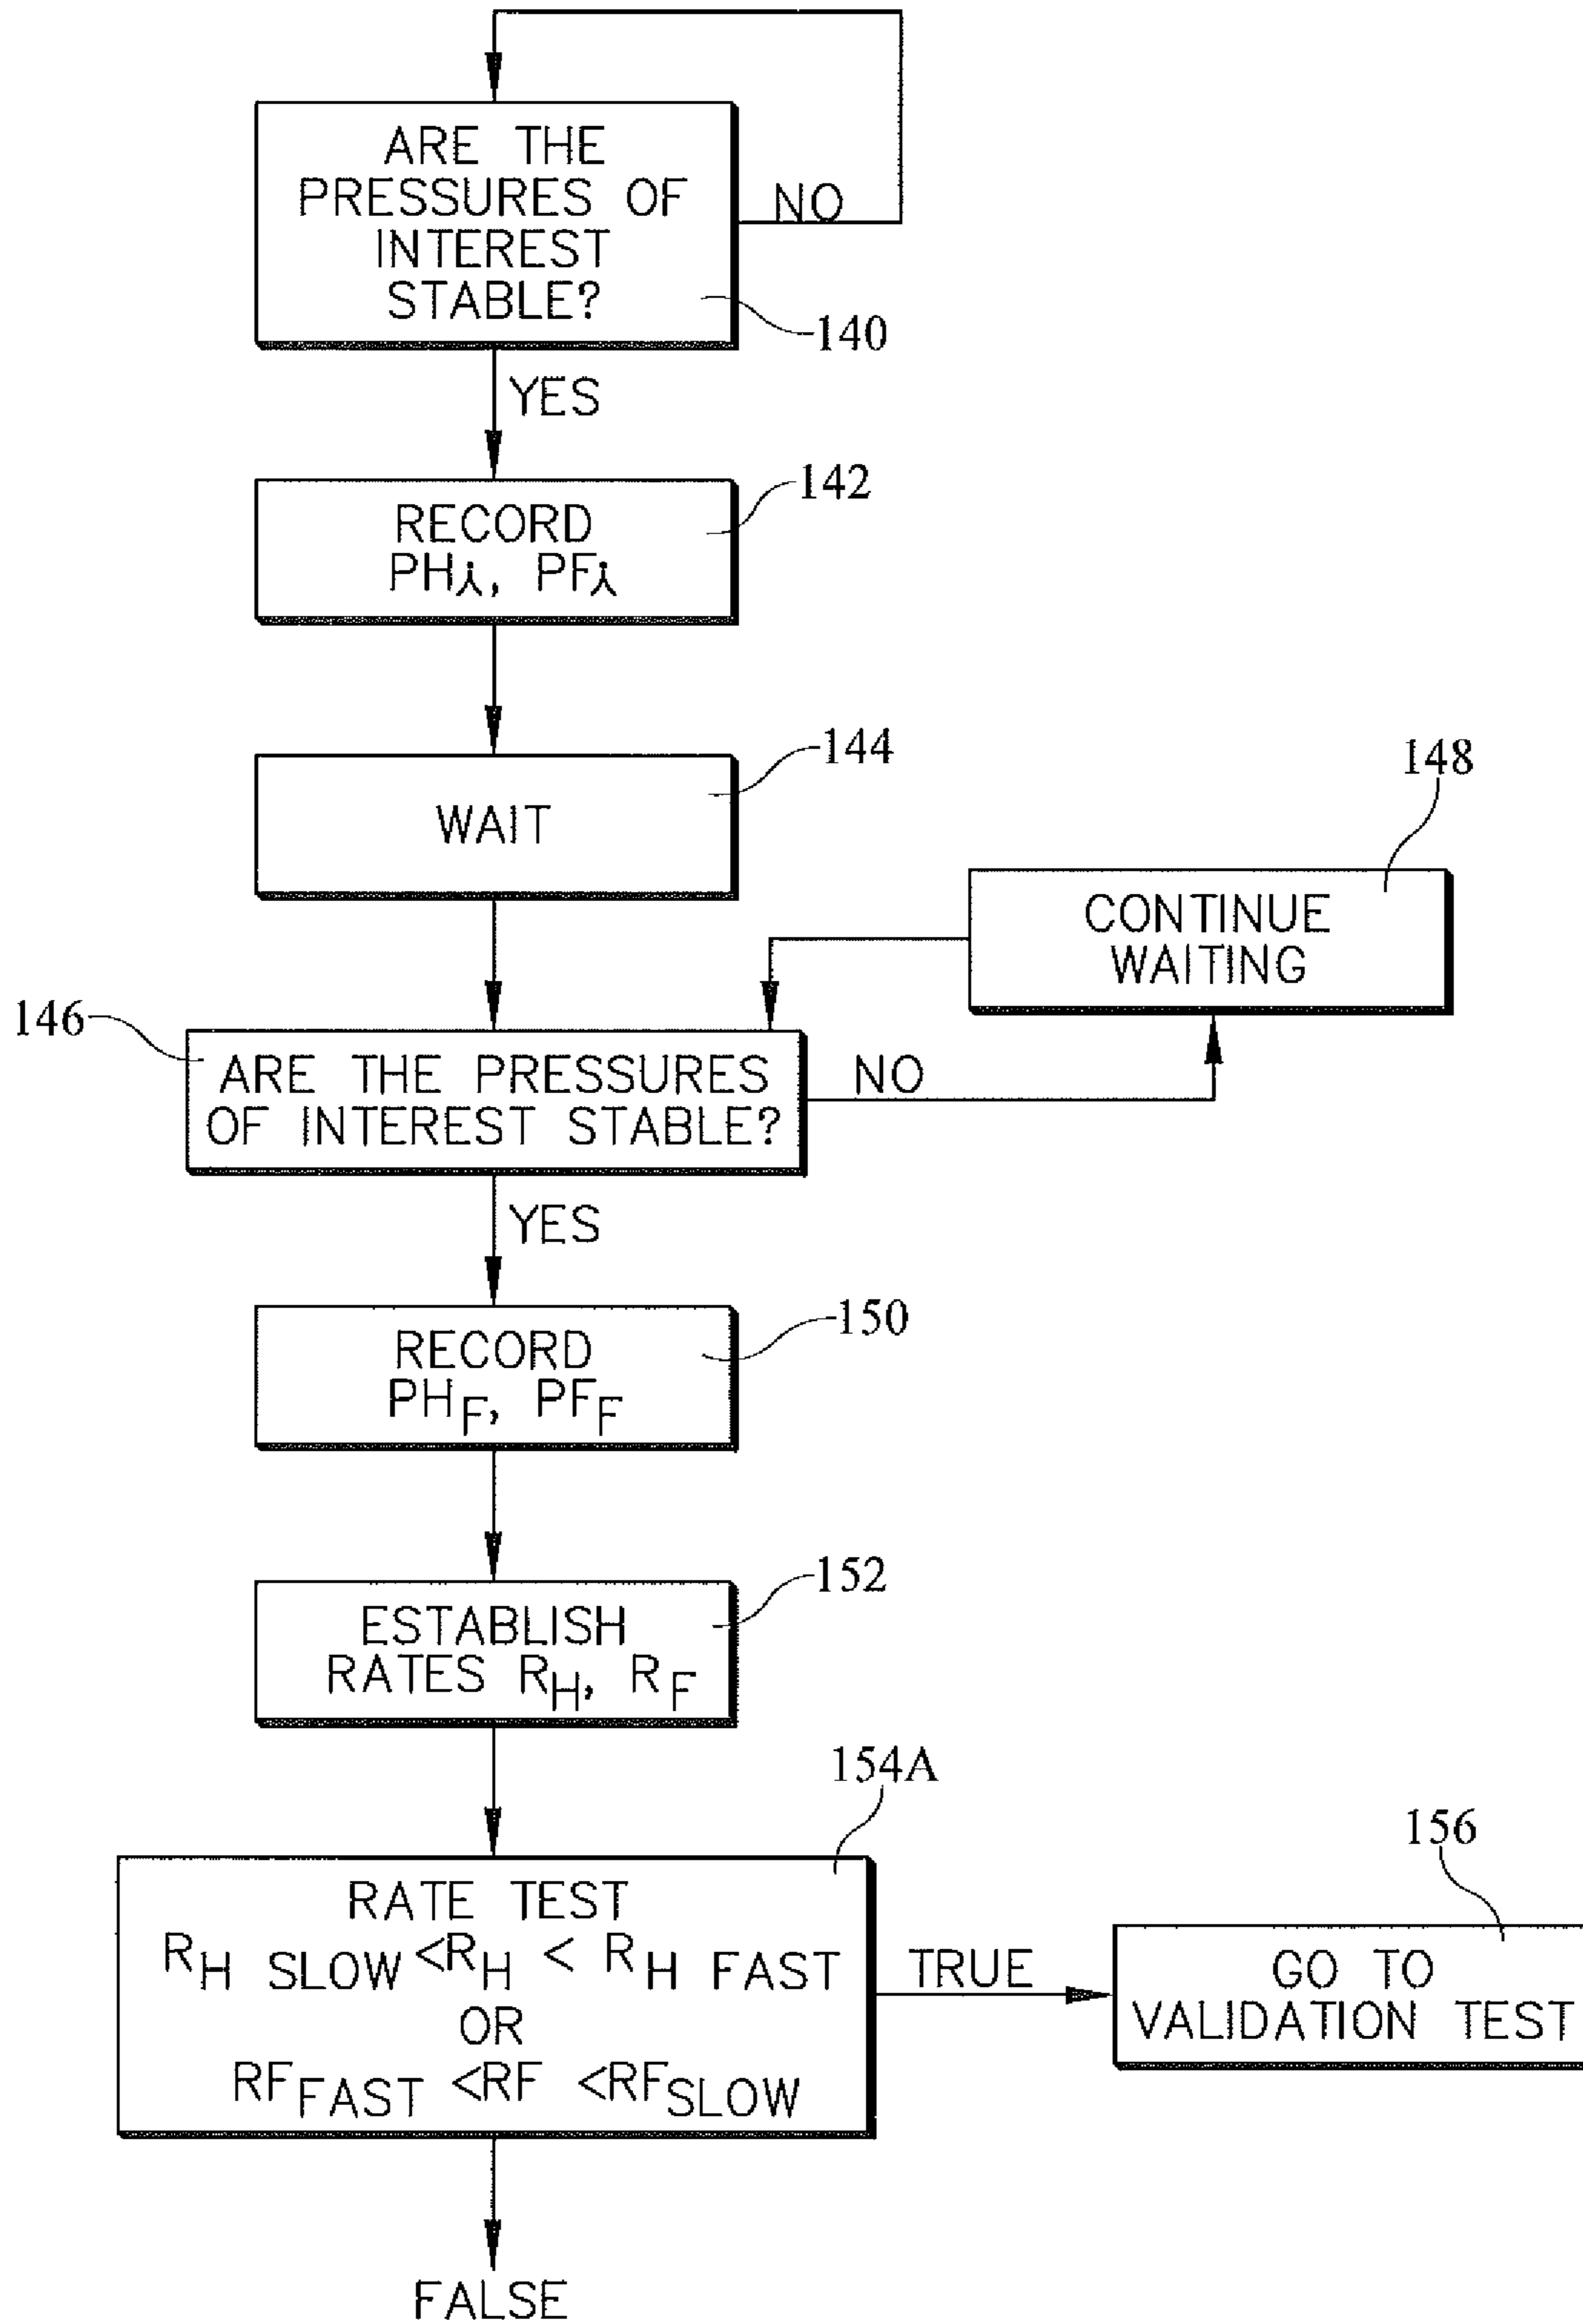 ARE THE
PRESSURES OF
INTEREST
STABLE?
NO
140
YES
142
RECORD
PHi, PFi
144
WAIT
148
CONTINUE
WAITING
146
ARE THE PRESSURES
OF INTEREST STABLE?
NO
YES
150
RECORD
PHF, PFF
152
ESTABLISH
RATES RH, RF
154A
RATE TEST
RH SLOW <RH < RH FAST
OR
RFFAST <RF <RFSLOW
TRUE
156
GO TO
VALIDATION TEST
FALSE